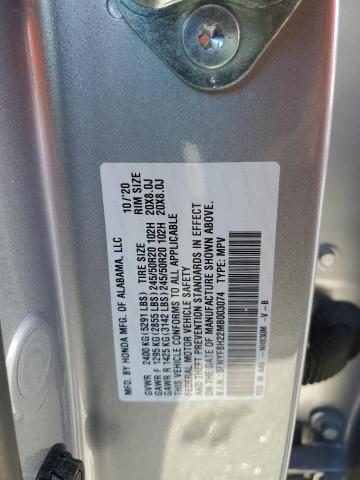 MFD. BY HONDA MFG. OF ALABAMA, LLC 10/'20
TIRE SIZE RIM SIZE
GVWR 2400 KG (5291 LBS)
GAWR F 1295 KG (2855 LBS) 245/50R20 102H 20X8.0J
GAWR R 1425 KG (3142 LBS) 245/50R20 102H 20X8.0J
THIS VEHICLE CONFORMS TO ALL APPLICABLE
FEDERAL MOTOR VEHICLE SAFETY
AND THEFT PREVENTION STANDARDS IN EFFECT
ON THE DATE OF MANUFACTURE SHOWN ABOVE.
V.I.N.: 5FNYF8H22MB003074 TYPE: MPV
NH830M - V - B